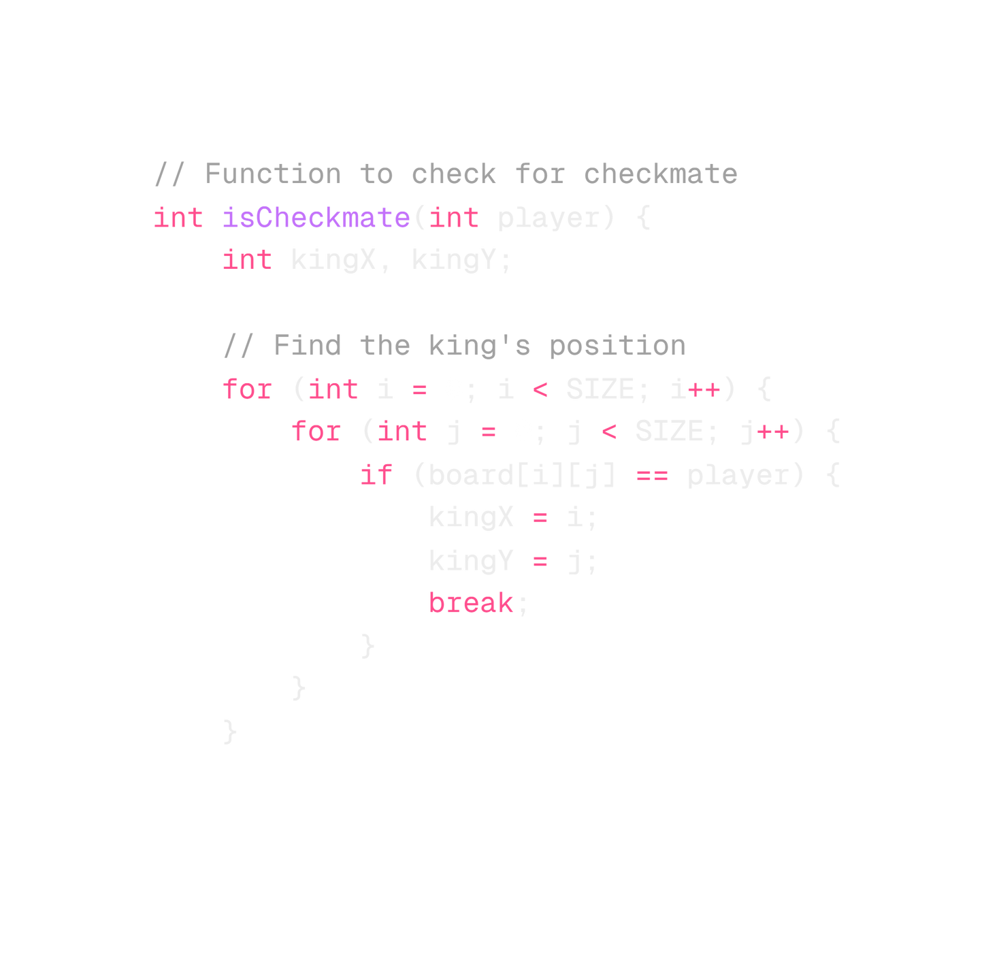 // Function to check for checkmate
int isCheckmate(int player) {
    int kingX, kingY;

    // Find the king's position
    for (int i =  ; i < SIZE; i++) {
        for (int j =  ; j < SIZE; j++) {
            if (board[i][j] == player) {
                kingX = i;
                kingY = j;
                break;
            }
        }
    }